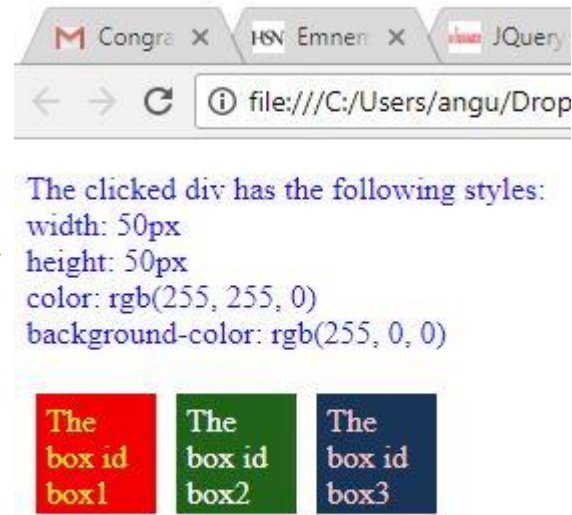 Congra
HSN Emnem
JQuery
file:///C:/Users/angu/Drop
The clicked div has the following styles:
width: 50px
height: 50px
color: rgb(255, 255, 0)
background-color: rgb(255, 0, 0)
The
box id
box1
The
box id
box2
The
box id
box3